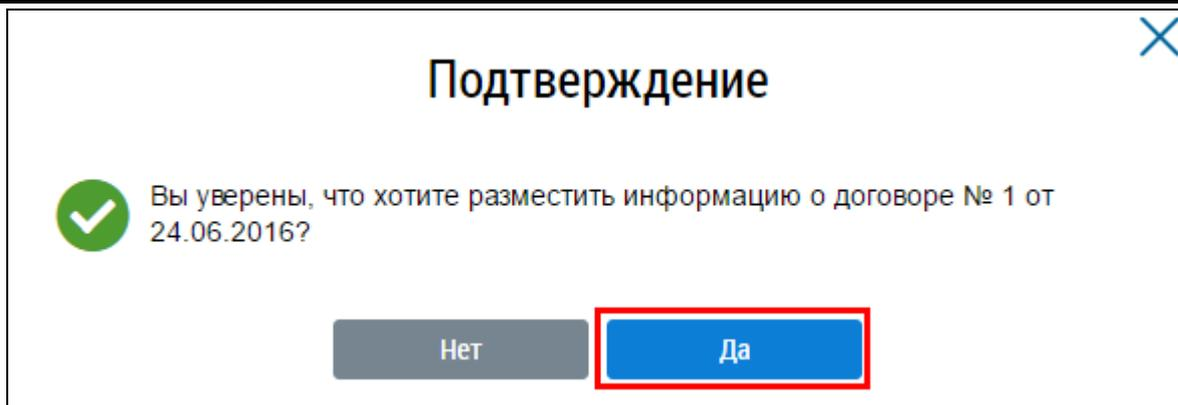 Подтверждение
Вы уверены, что хотите разместить информацию о договоре № 1 от
24.06.2016?
Нет
Да